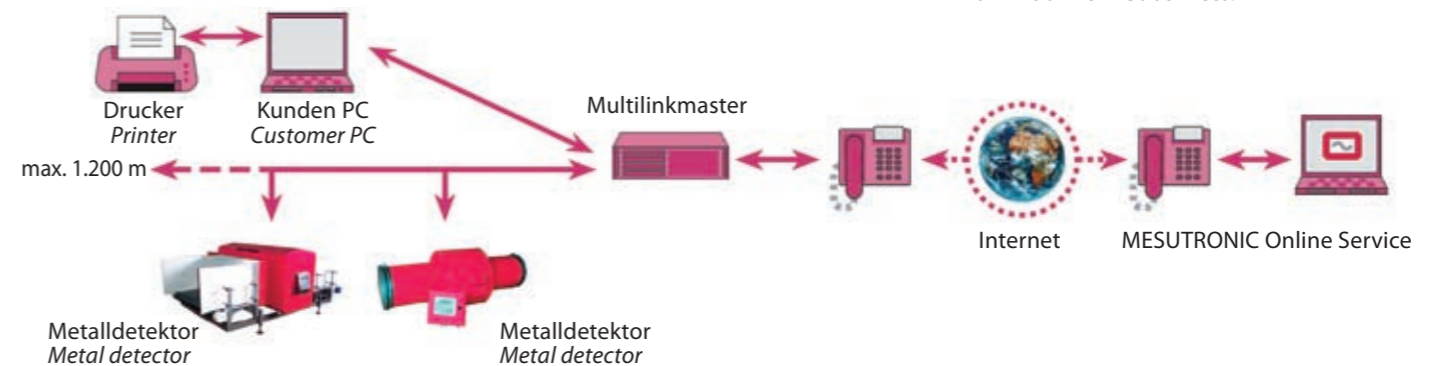 Drucker
Printer
Kunden PC
Customer PC
Multilinkmaster
max. 1.200 m
Internet
MESUTRONIC Online Service
Metalldetektor
Metal detector
Metalldetektor
Metal detector